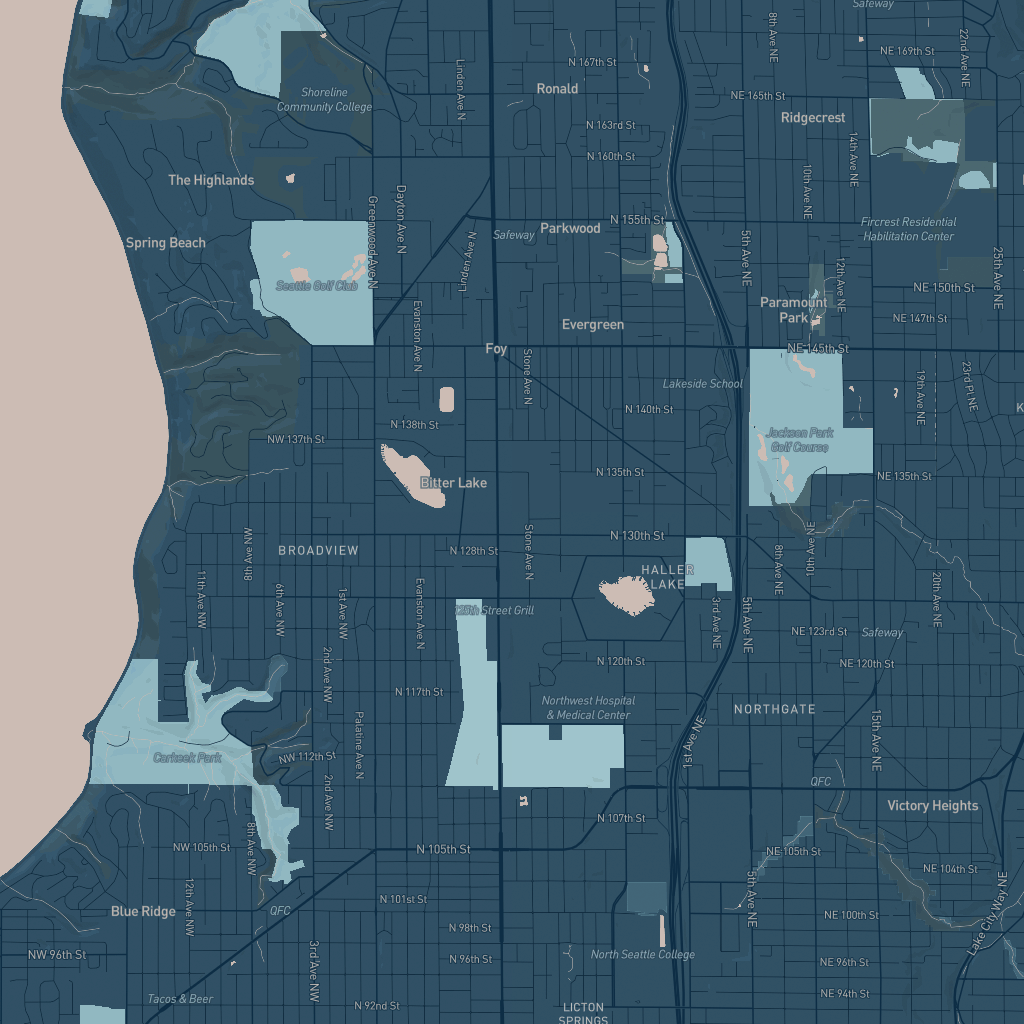 Safeway
8th Ave NE
22nd Ave NE
NE 169th St
Linden Ave N
N 167th St
Ronald
Shoreline
Community College
NE 165th St
Ridgecrest
N 163rd St
14th Ave NE
N 160th St
The Highlands
10th Ave NE
Greenwood Ave N
Dayton Ave N
N 155th St
Fircrest Residential
Habilitation Center
Spring Beach
Safeway
Parkwood
Linden Ave N
5th Ave NE
12th Ave NE
25th Ave NE
Seattle Golf Club
NE 150th St
Paramount
Park
NE 147th St
Evanston Ave N
Evergreen
Foy
NE 145th St
Stone Ave N
Lakeside School
19th Ave NE
23rd Pl NE
N 140th St
K
N 138th St
Jackson Park
Golf Course
NW 137th St
N 135th St
NE 135th St
Bitter Lake
8th Ave NW
N 130th St
10th Ave NE
BROADVIEW
N 128th St
Stone Ave N
8th Ave NE
HALLER
LAKE
11th Ave NW
6th Ave NW
1st Ave NW
Evanston Ave N
125th Street Grill
3rd Ave NE
5th Ave NE
20th Ave NE
NE 123rd St
Safeway
N 120th St
NE 120th St
2nd Ave NW
N 117th St
Northwest Hospital
& Medical Center
NORTHGATE
15th Ave NE
Palatine Ave N
1st Ave NE
Carkeek Park
NW 112th St
QFC
2nd Ave NW
Victory Heights
N 107th St
8th Ave NW
NW 105th St
N 105th St
NE 105th St
NE 104th St
12th Ave NW
5th Ave NE
Lake City Way NE
Blue Ridge
QFC
N 101st St
NE 100th St
N 98th St
3rd Ave NW
NW 96th St
N 96th St
North Seattle College
NE 96th St
Tacos & Beer
N 92nd St
NE 94th St
LICTON
SPRINGS